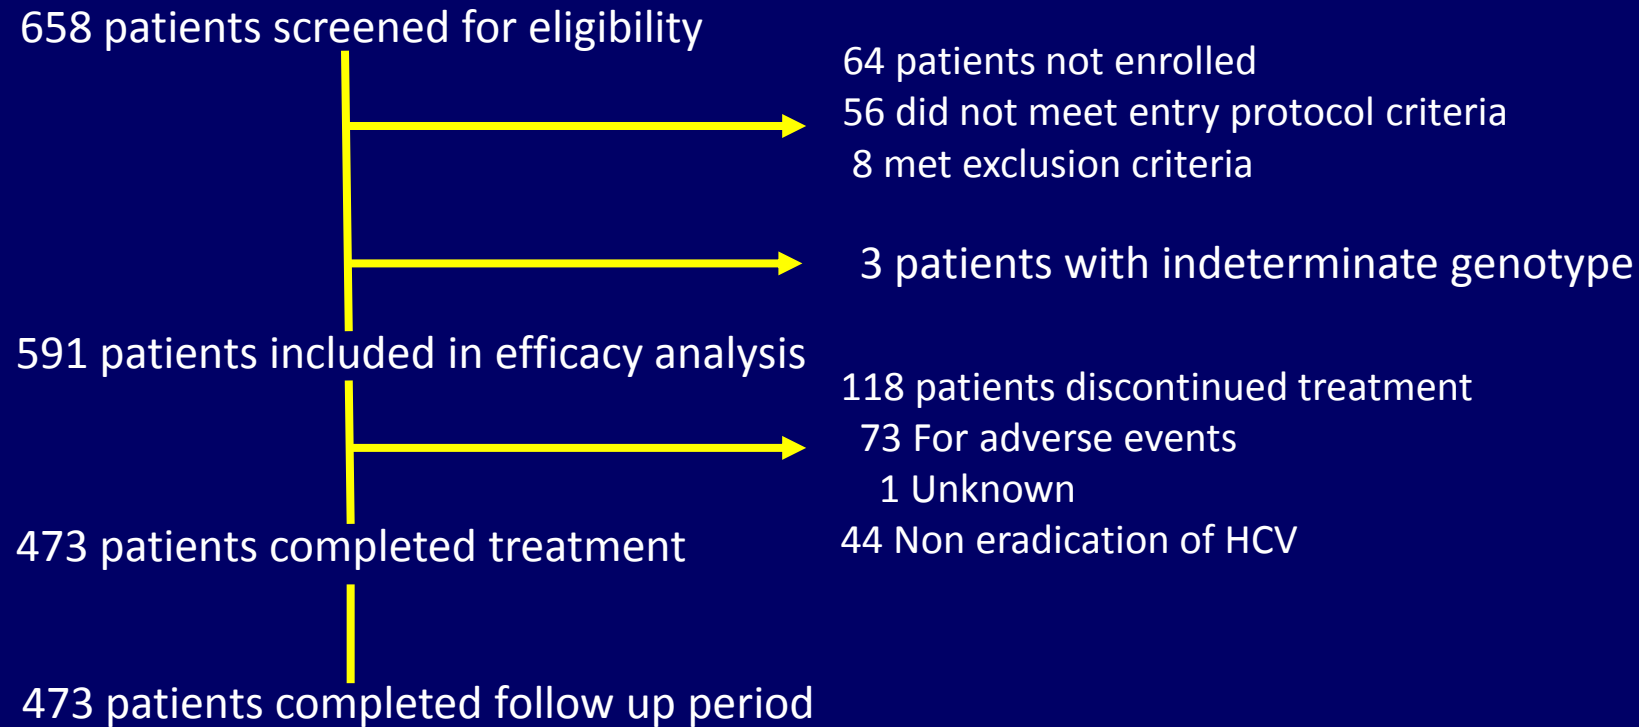 658 patients screened for eligibility
64 patients not enrolled
56 did not meet entry protocol criteria
8 met exclusion criteria
3 patients with indeterminate genotype
591 patients included in efficacy analysis
118 patients discontinued treatment
73 For adverse events
1 Unknown
44 Non eradication of HCV
473 patients completed treatment
473 patients completed follow up period